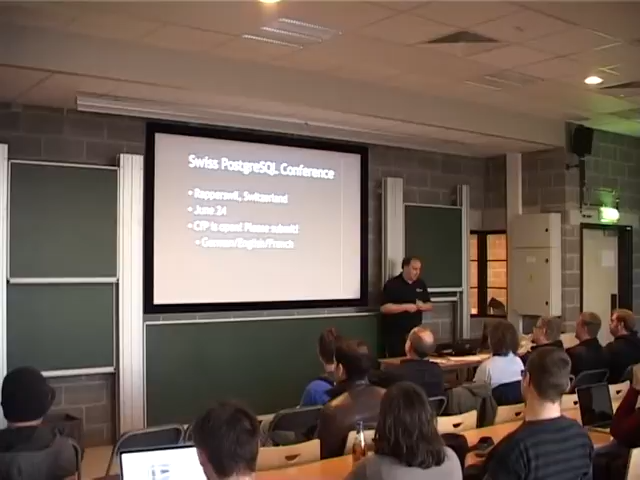 Swiss PostgreSQL Conference
• Rapperswil, Switzerland
• June 24
• CfP is open! Please submit!
• German/English/French